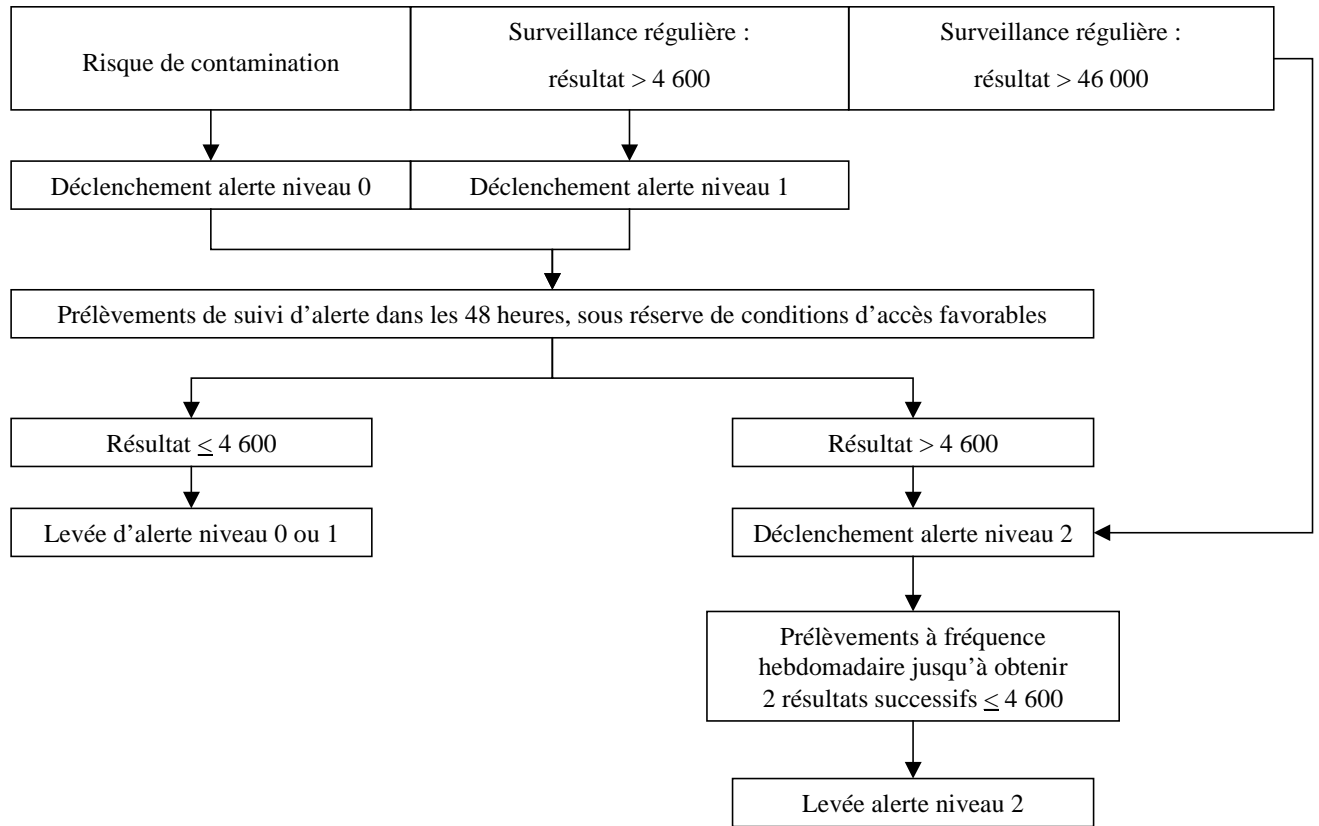 Risque de contamination
Surveillance régulière :
résultat > 4 600
Surveillance régulière :
résultat > 46 000
Déclenchement alerte niveau 0
Déclenchement alerte niveau 1
Prélèvements de suivi d’alerte dans les 48 heures, sous réserve de conditions d’accès favorables
Résultat ≤ 4 600
Résultat > 4 600
Levée d’alerte niveau 0 ou 1
Déclenchement alerte niveau 2
Prélèvements à fréquence
hebdomadaire jusqu’à obtenir
2 résultats successifs ≤ 4 600
Levée alerte niveau 2